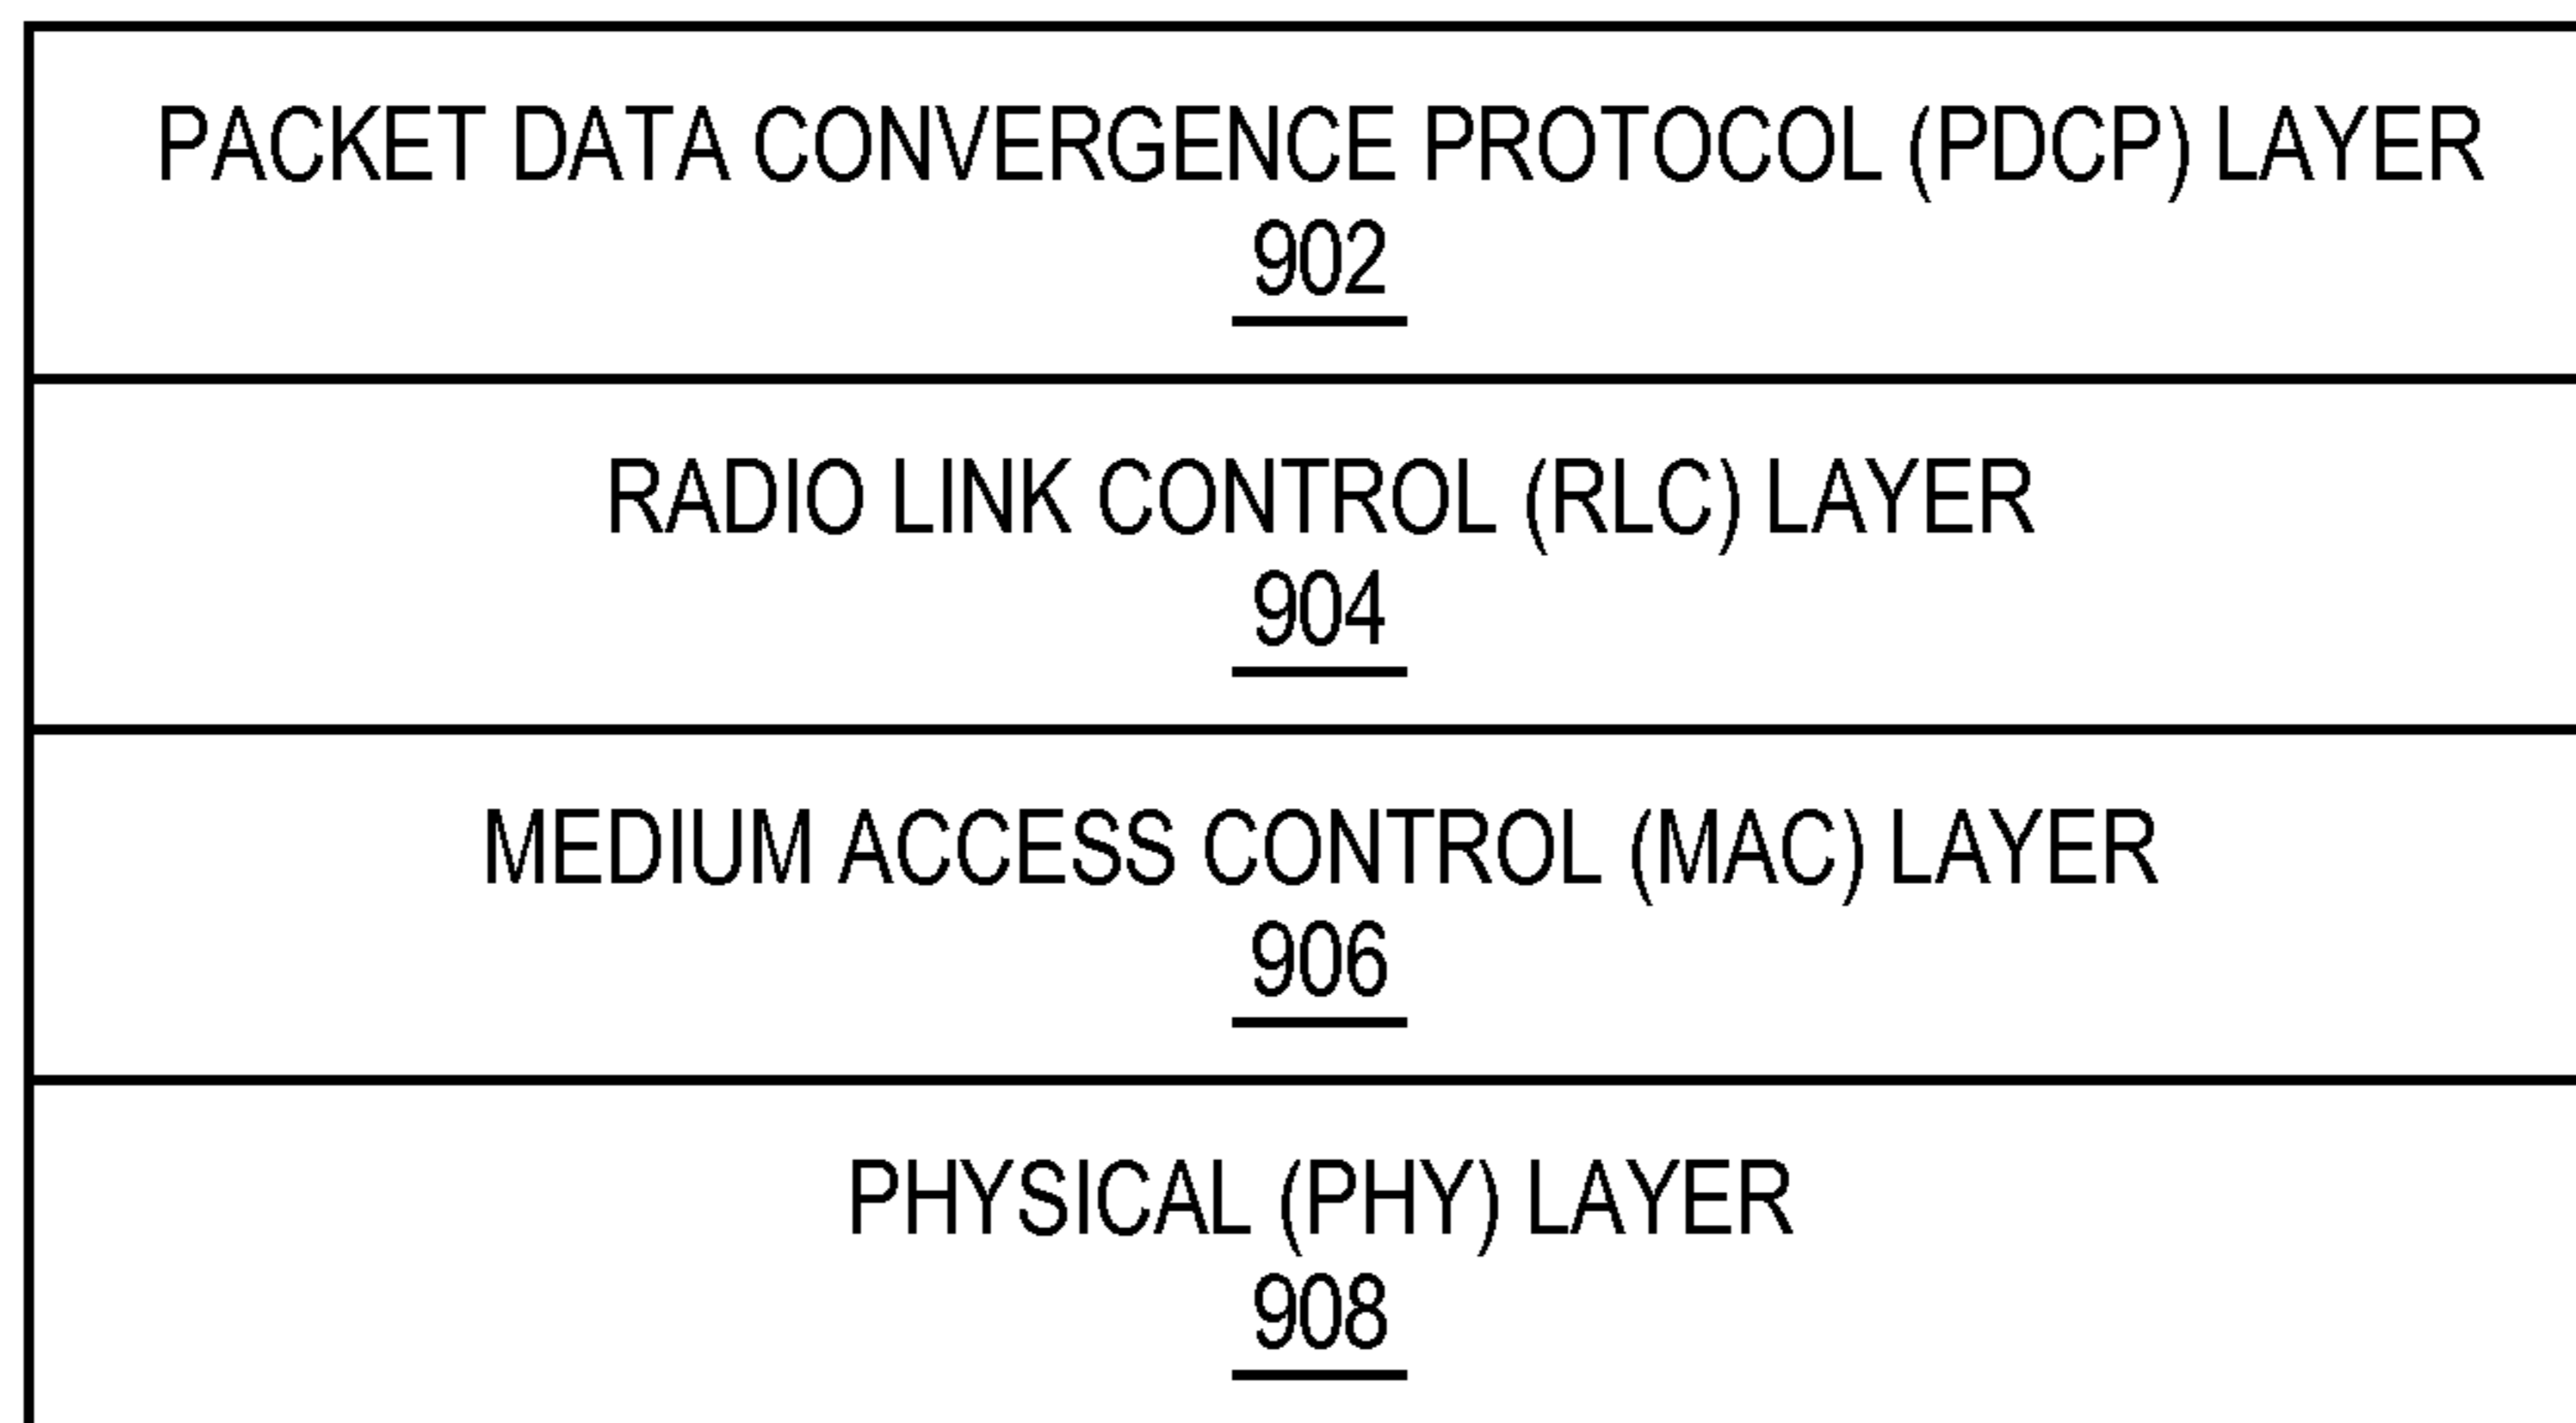 PACKET DATA CONVERGENCE PROTOCOL (PDCP) LAYER
902
RADIO LINK CONTROL (RLC) LAYER
904
MEDIUM ACCESS CONTROL (MAC) LAYER
906
PHYSICAL (PHY) LAYER
908